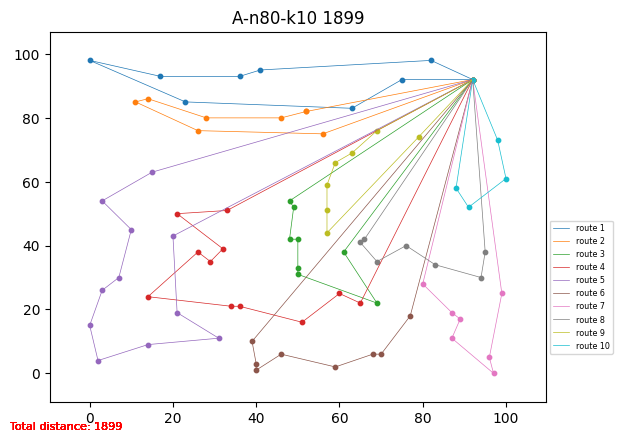 A-n80-k10 1899
100
80
60
40
20
0
0 20 40 60 80 100
route 1
route 2
route 3
route 4
route 5
route 6
route 7
route 8
route 9
route 10
Total distance: 1899